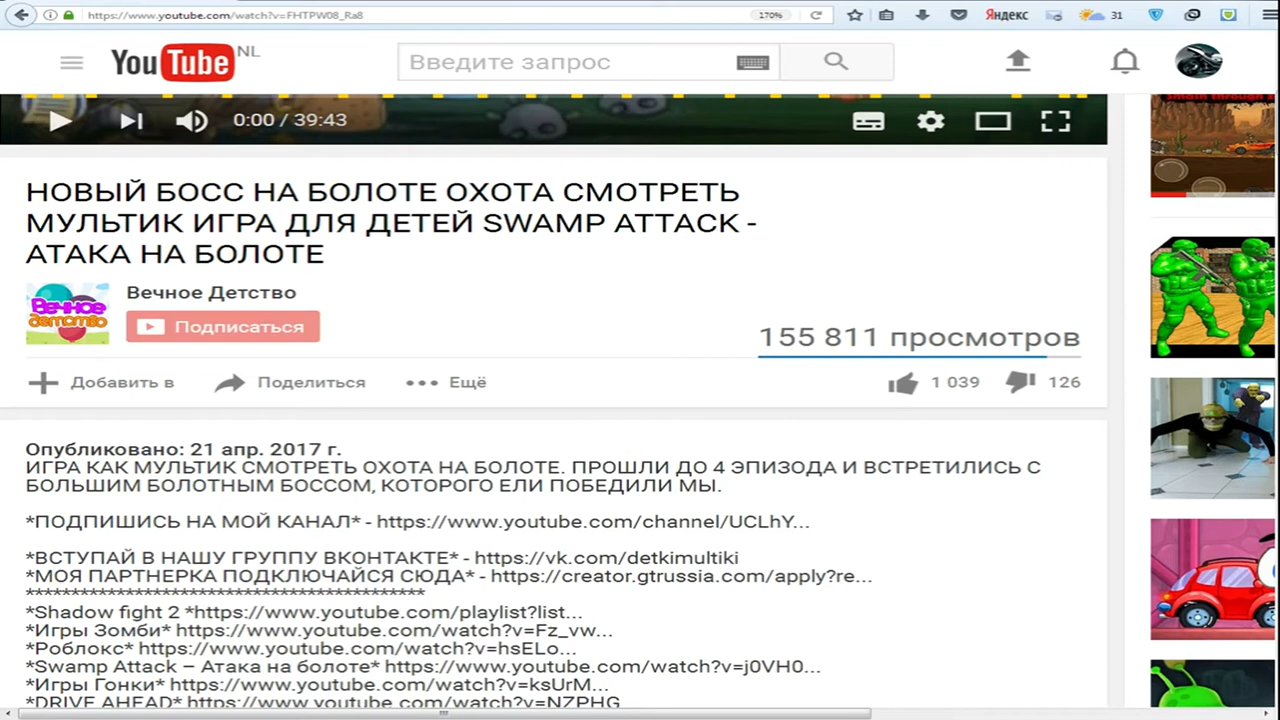 https://www.youtube.com/watch?v=FHTPW08_Ra8
170%
Яндекс
31
YouTube NL
Введите запрос
0:00 / 39:43
НОВЫЙ БОСС НА БОЛОТЕ ОХОТА СМОТРЕТЬ
МУЛЬТИК ИГРА ДЛЯ ДЕТЕЙ SWAMP ATTACK -
АТАКА НА БОЛОТЕ
Вечное Детство
Вечное
детство
Подписаться
155 811 просмотров
Добавить в
Поделиться
Ещё
1 039
126
Опубликовано: 21 апр. 2017 г.
ИГРА КАК МУЛЬТИК СМОТРЕТЬ ОХОТА НА БОЛОТЕ. ПРОШЛИ ДО 4 ЭПИЗОДА И ВСТРЕТИЛИСЬ С
БОЛЬШИМ БОЛОТНЫМ БОССОМ, КОТОРОГО ЕЛИ ПОБЕДИЛИ МЫ.
*ПОДПИШИСЬ НА МОЙ КАНАЛ* - https://www.youtube.com/channel/UCLhY...
*ВСТУПАЙ В НАШУ ГРУППУ ВКОНТАКТЕ* - https://vk.com/detkimultiki
*МОЯ ПАРТНЕРКА ПОДКЛЮЧАЙСЯ СЮДА* - https://creator.gtrussia.com/apply?re...
******************************************
*Shadow fight 2 *https://www.youtube.com/playlist?list...
*Игры Зомби* https://www.youtube.com/watch?v=Fz_vw...
*Роблокс* https://www.youtube.com/watch?v=hsELo...
*Swamp Attack – Атака на болоте* https://www.youtube.com/watch?v=j0VH0...
*Игры Гонки* https://www.youtube.com/watch?v=ksUrM...
*DRIVE AHEAD* https://www.youtube.com/watch?v=NZPHG